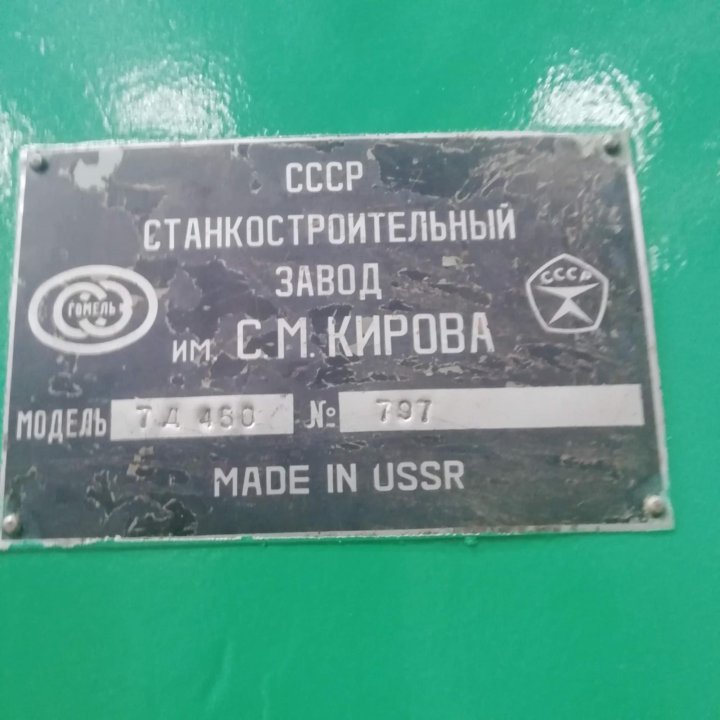 СССР
СТАНКОСТРОИТЕЛЬНЫЙ
ЗАВОД
ГОМЕЛЬ
СССР
ИМ. С.М. КИРОВА
МОДЕЛЬ 7Д 450 № 797
MADE IN USSR